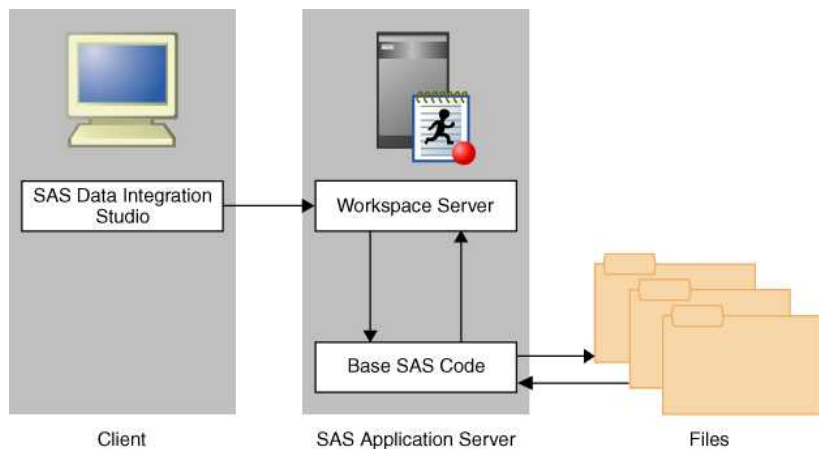 SAS Data Integration
Studio
Workspace Server
Base SAS Code
Client
SAS Application Server
Files